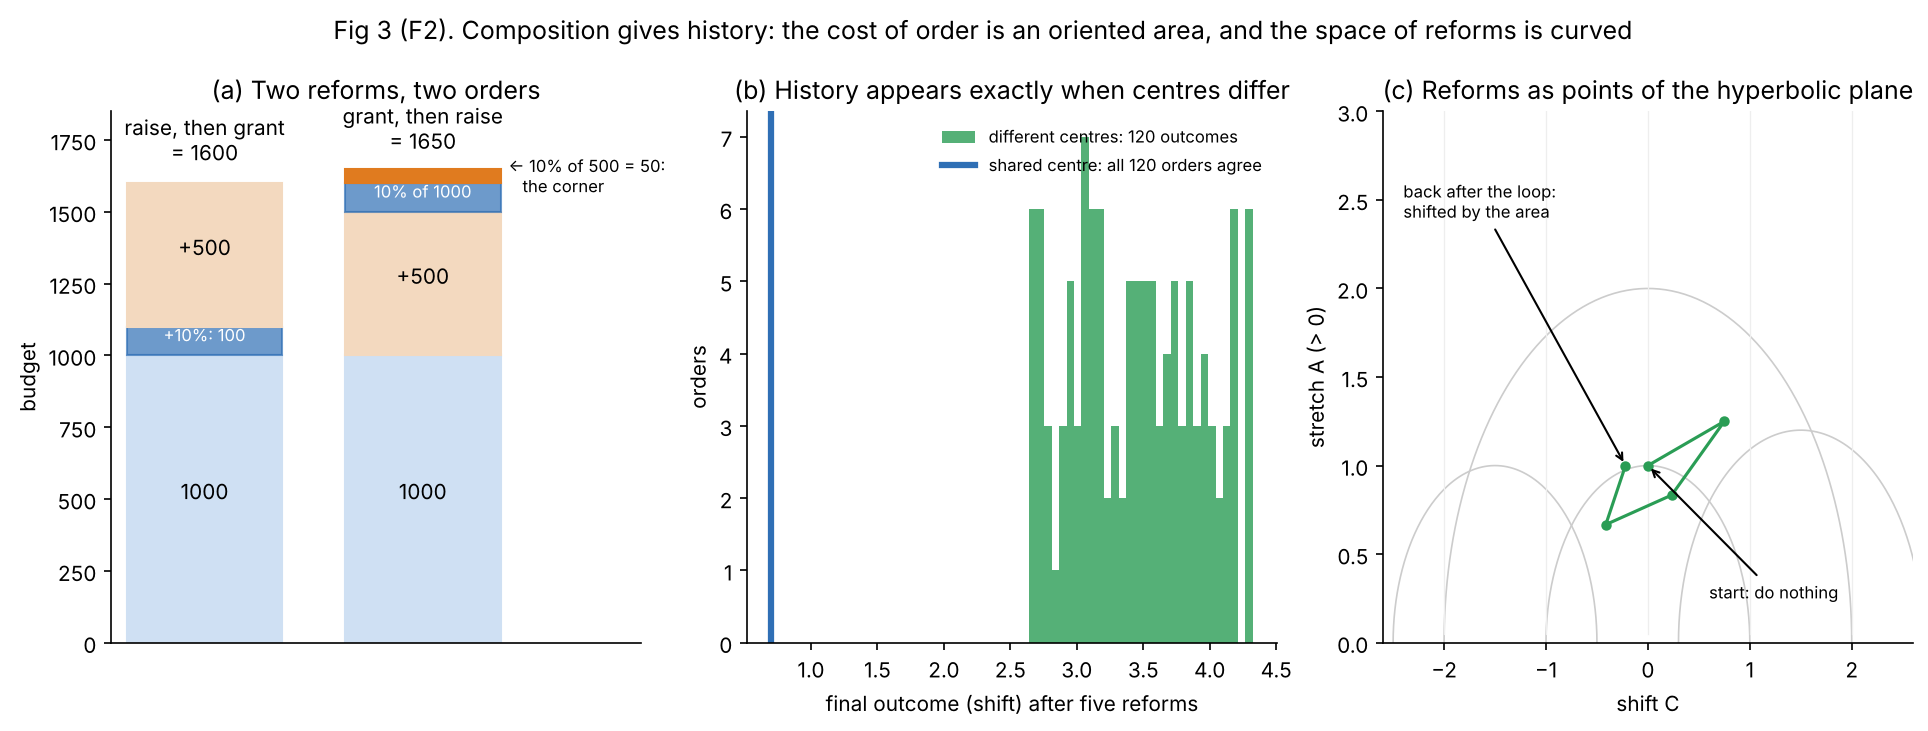 Fig 3 (F2). Composition gives history: the cost of order is an oriented area, and the space of reforms is curved
(a) Two reforms, two orders
raise, then grant
= 1600
grant, then raise
= 1650
← 10% of 500 = 50:
the corner
10% of 1000
+500
+500
+10%: 100
1000
1000
budget
1750
1500
1250
1000
750
500
250
0
(b) History appears exactly when centres differ
different centres: 120 outcomes
shared centre: all 120 orders agree
orders
7
6
5
4
3
2
1
0
1.0 1.5 2.0 2.5 3.0 3.5 4.0 4.5
final outcome (shift) after five reforms
(c) Reforms as points of the hyperbolic plane
back after the loop:
shifted by the area
start: do nothing
stretch A (> 0)
3.0
2.5
2.0
1.5
1.0
0.5
0.0
−2 −1 0 1 2
shift C